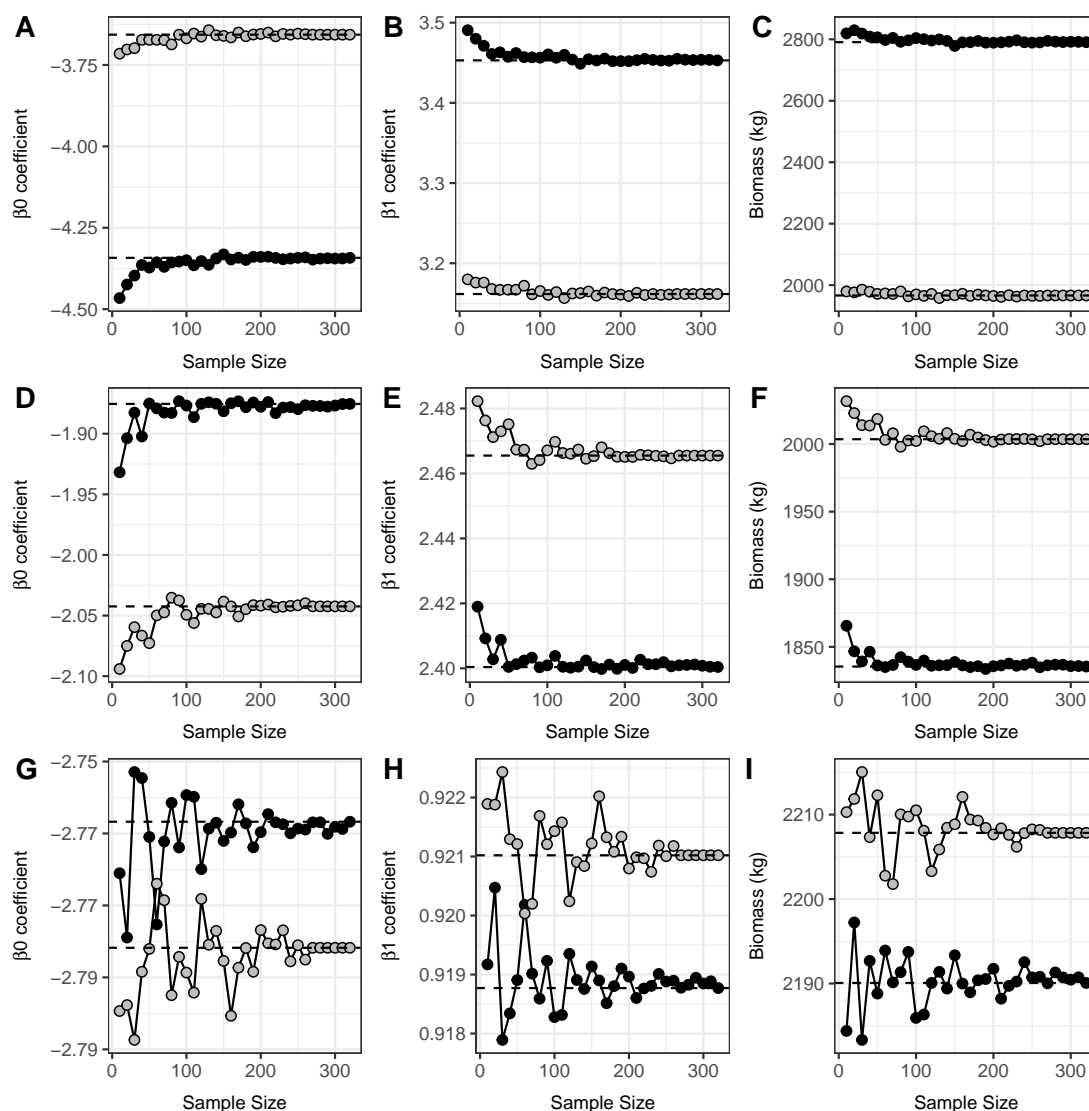 A
β0 coefficient
−3.75
−4.00
−4.25
−4.50
0 100 200 300
Sample Size
B
β1 coefficient
3.5
3.4
3.3
3.2
0 100 200 300
Sample Size
C
Biomass (kg)
2800
2600
2400
2200
2000
0 100 200 300
Sample Size
D
β0 coefficient
−1.90
−1.95
−2.00
−2.05
−2.10
0 100 200 300
Sample Size
E
β1 coefficient
2.48
2.46
2.44
2.42
2.40
0 100 200 300
Sample Size
F
Biomass (kg)
2000
1950
1900
1850
0 100 200 300
Sample Size
G
β0 coefficient
−2.75
−2.77
−2.77
−2.79
−2.79
0 100 200 300
Sample Size
H
β1 coefficient
0.922
0.921
0.920
0.919
0.918
0 100 200 300
Sample Size
I
Biomass (kg)
2210
2200
2190
0 100 200 300
Sample Size